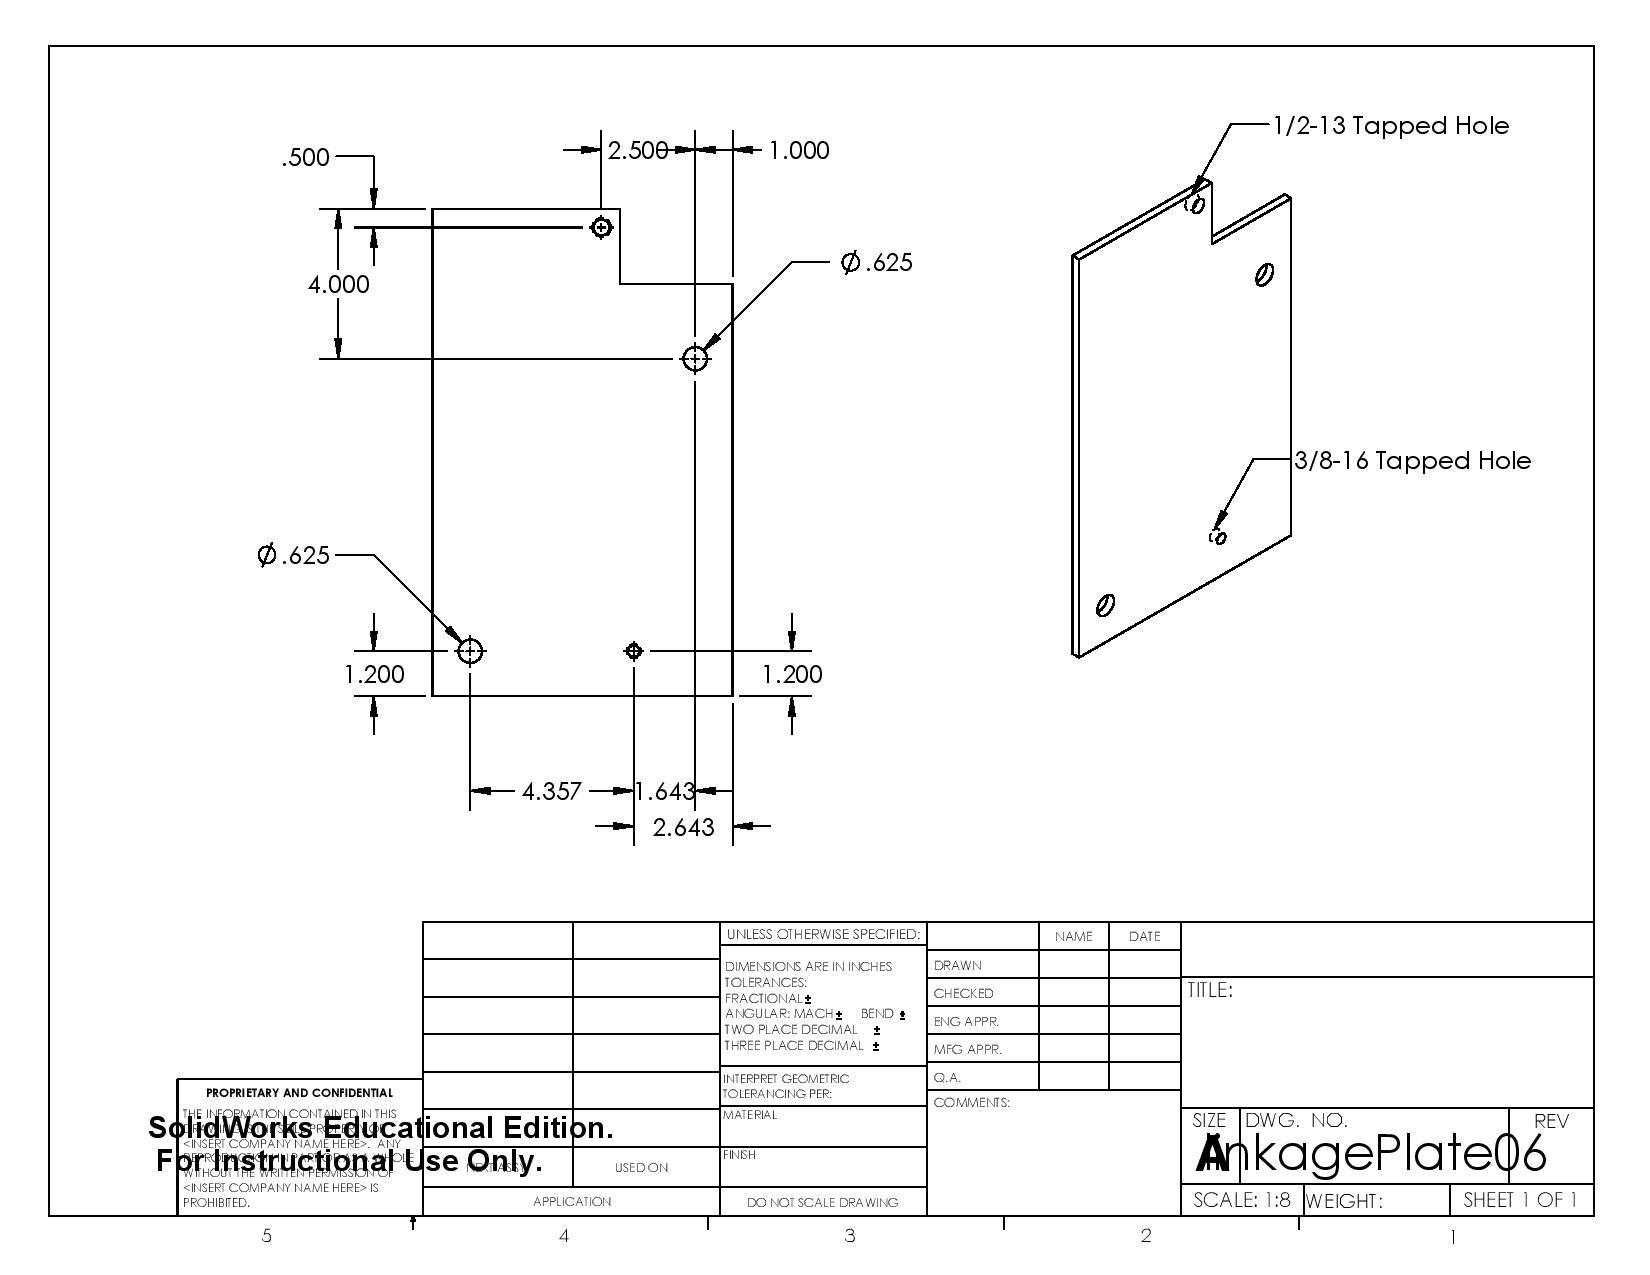 1/2-13 Tapped Hole
.500
2.500
1.000
Ø.625
4.000
3/8-16 Tapped Hole
Ø.625
1.200
1.200
4.357
1.643
2.643
UNLESS OTHERWISE SPECIFIED:
DIMENSIONS ARE IN INCHES
TOLERANCES:
FRACTIONAL±
ANGULAR: MACH± BEND ±
TWO PLACE DECIMAL ±
THREE PLACE DECIMAL ±
INTERPRET GEOMETRIC
TOLERANCING PER:
MATERIAL
FINISH
DO NOT SCALE DRAWING
NAME DATE
DRAWN
CHECKED
ENG APPR.
MFG APPR.
Q.A.
COMMENTS:
TITLE:
SIZE DWG. NO. REV
A
AnkagePlate06
SCALE: 1:8 WEIGHT: SHEET 1 OF 1
PROPRIETARY AND CONFIDENTIAL
THE INFORMATION CONTAINED IN THIS
DRAWING IS THE SOLE PROPERTY OF
<INSERT COMPANY NAME HERE>. ANY
REPRODUCTION IN PART OR AS A WHOLE
WITHOUT THE WRITTEN PERMISSION OF
<INSERT COMPANY NAME HERE> IS
PROHIBITED.
SolidWorks Educational Edition.
For Instructional Use Only.
NEXT ASSY USED ON
APPLICATION
5 4 3 2 1